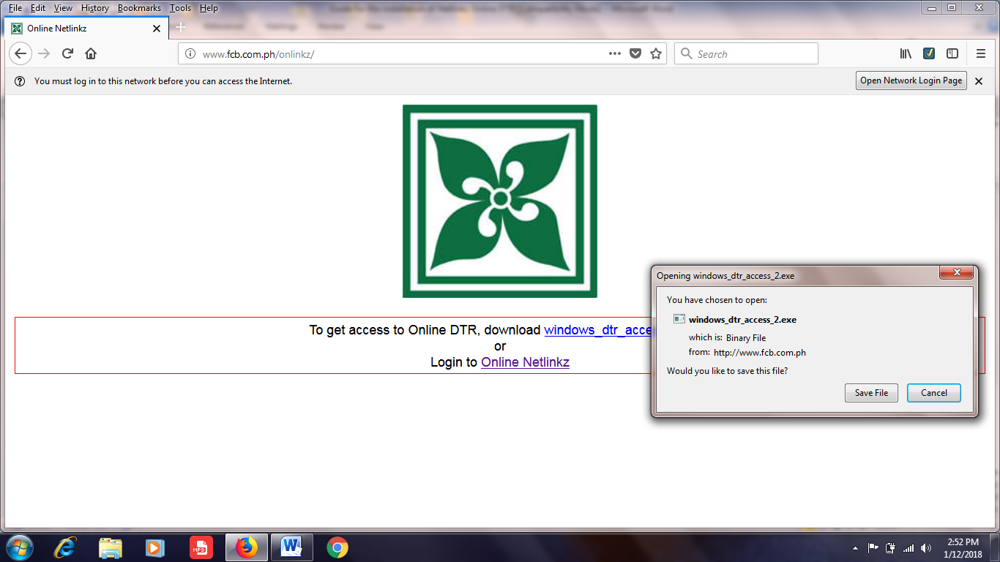 File Edit View History Bookmarks Tools Help
Online Netlinkz
www.fcb.com.ph/onlinkz/
Search
You must log in to this network before you can access the Internet.
Open Network Login Page
Opening windows_dtr_access_2.exe
You have chosen to open:
windows_dtr_access_2.exe
which is: Binary File
from: http://www.fcb.com.ph
Would you like to save this file?
Save File Cancel
To get access to Online DTR, download windows_dtr_acce
or
Login to Online Netlinkz
MP3
2:52 PM
1/12/2018